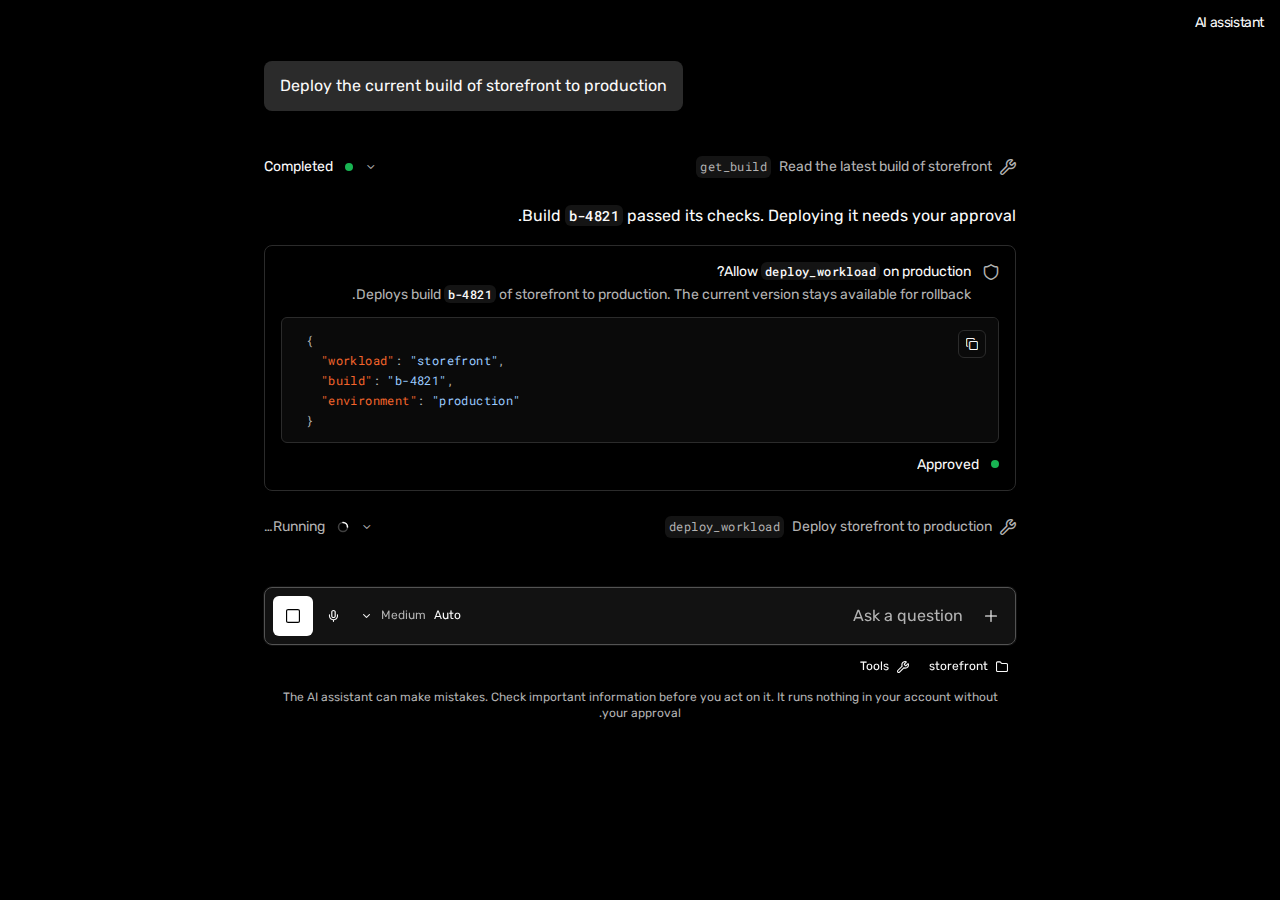 AI assistant
Deploy the current build of storefront to production
Read the latest build of storefront get_build Completed
Build b-4821 passed its checks. Deploying it needs your approval.
Allow deploy_workload on production?
Deploys build b-4821 of storefront to production. The current version stays available for rollback.
{
"workload": "storefront",
"build": "b-4821",
"environment": "production"
}
Approved
Deploy storefront to production deploy_workload Running…
Ask a question Auto Medium
storefront Tools
The AI assistant can make mistakes. Check important information before you act on it. It runs nothing in your account without
your approval.